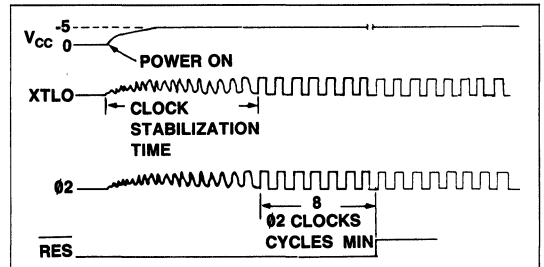 -5
VCC 0
POWER ON
XTLO
CLOCK
STABILIZATION
TIME
Ø2
8
Ø2 CLOCKS
CYCLES MIN
RES